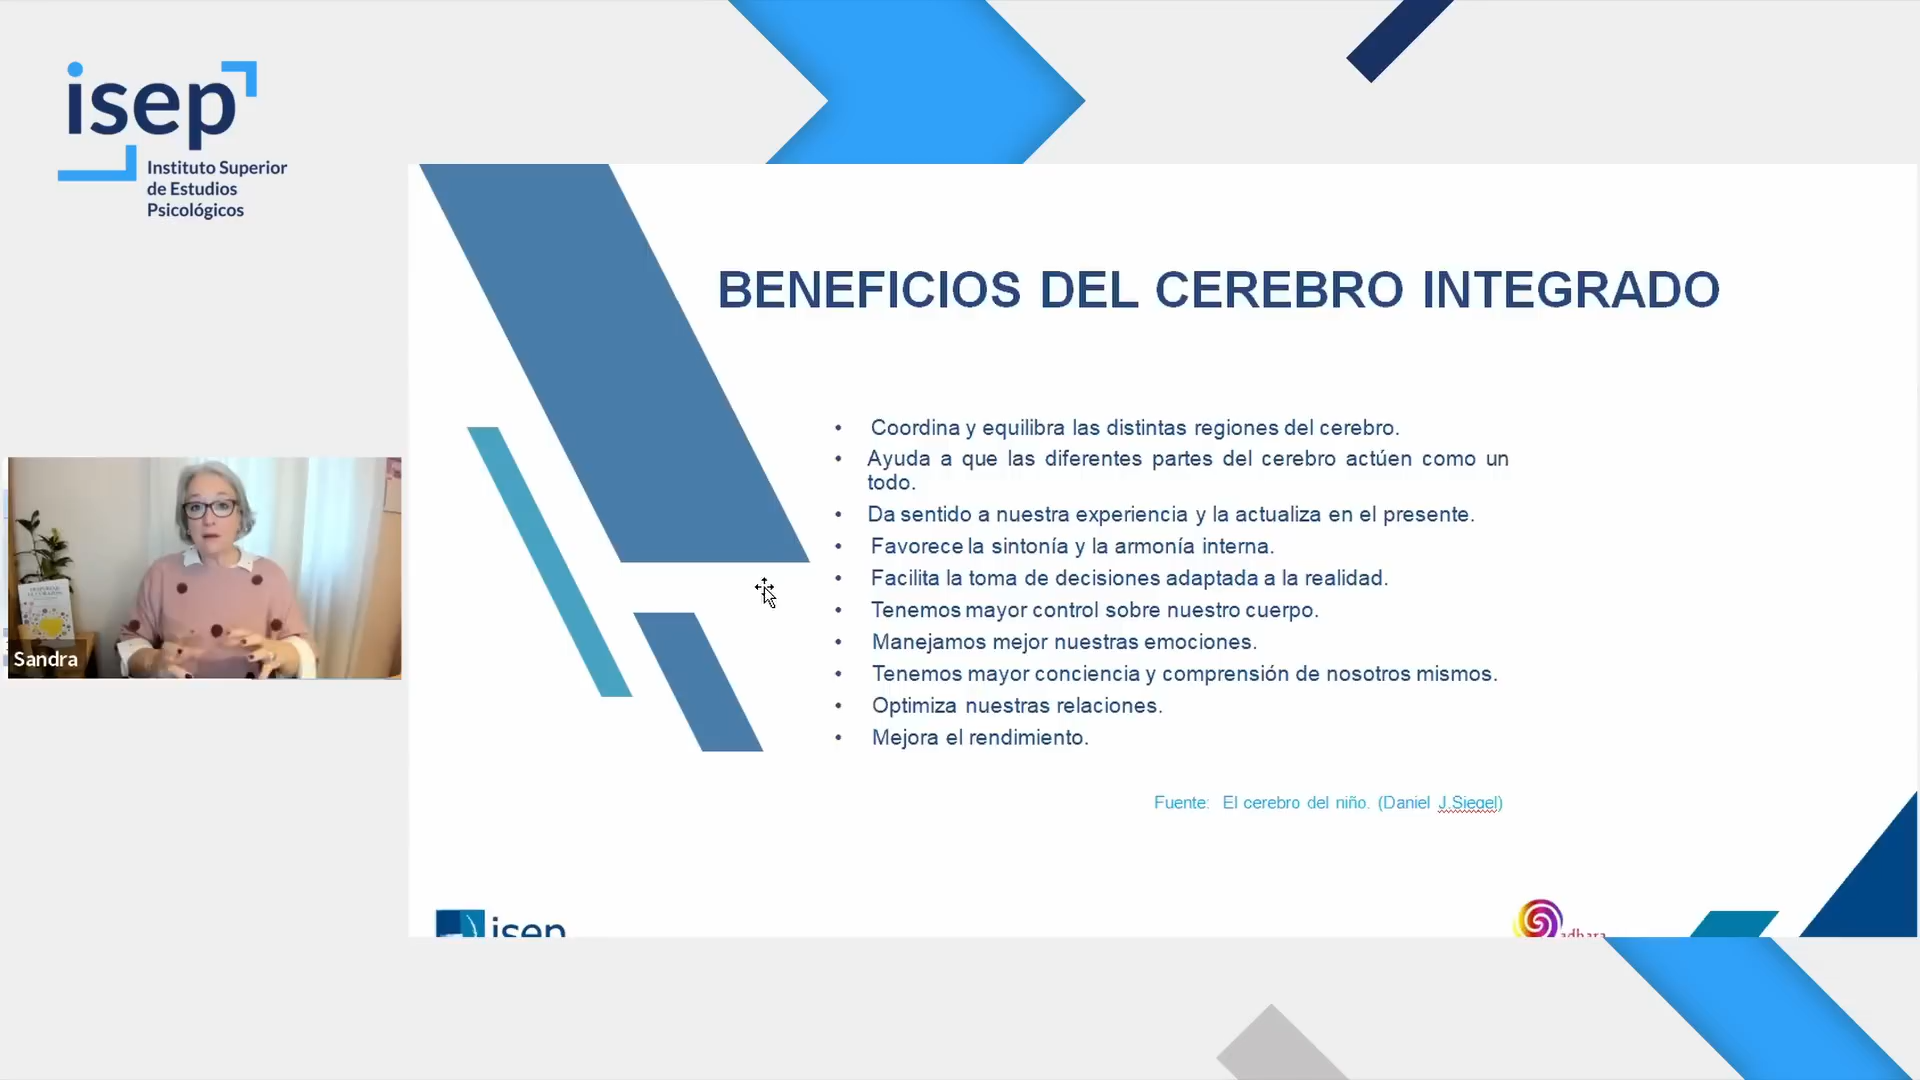 isep
Instituto Superior
de Estudios
Psicológicos
BENEFICIOS DEL CEREBRO INTEGRADO
• Coordina y equilibra las distintas regiones del cerebro.
• Ayuda a que las diferentes partes del cerebro actúen como un
todo.
• Da sentido a nuestra experiencia y la actualiza en el presente.
• Favorece la sintonía y la armonía interna.
• Facilita la toma de decisiones adaptada a la realidad.
• Tenemos mayor control sobre nuestro cuerpo.
• Manejamos mejor nuestras emociones.
• Tenemos mayor conciencia y comprensión de nosotros mismos.
• Optimiza nuestras relaciones.
• Mejora el rendimiento.
Fuente: El cerebro del niño. (Daniel J.Siegel)
Sandra
isep
adhara